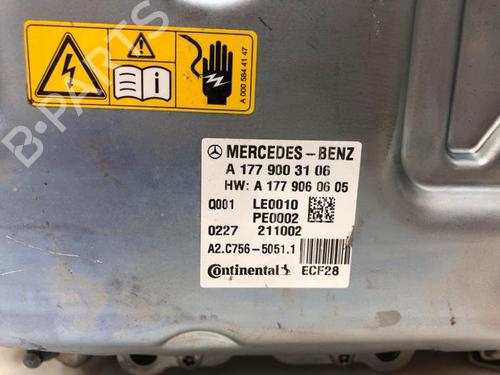 A 000 584 41 47
B-PARTS
MERCEDES-BENZ
A 177 900 31 06
HW: A 177 906 06 05
Q001 LE0010
PE0002
0227 211002
A2.C756-5051.1
Continental ECF28